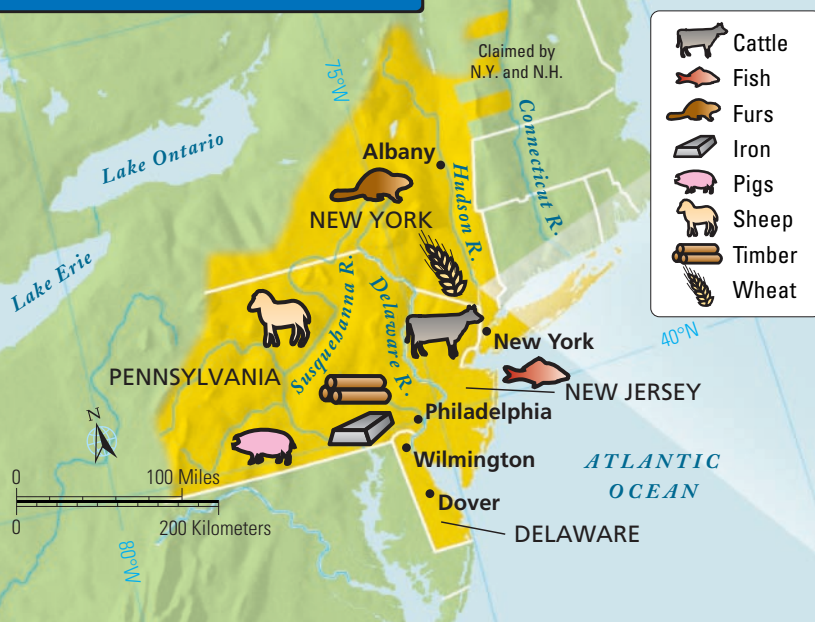 Claimed by
N.Y. and N.H.
75°W
Cattle
Fish
Furs
Iron
Pigs
Sheep
Timber
Wheat
Lake Ontario
Albany
Hudson R.
Connecticut R.
NEW YORK
Lake Erie
Susquehanna R.
Delaware R.
New York
40°N
PENNSYLVANIA
NEW JERSEY
Philadelphia
N
Wilmington
ATLANTIC
OCEAN
0 100 Miles
0 200 Kilometers
Dover
DELAWARE
80°W